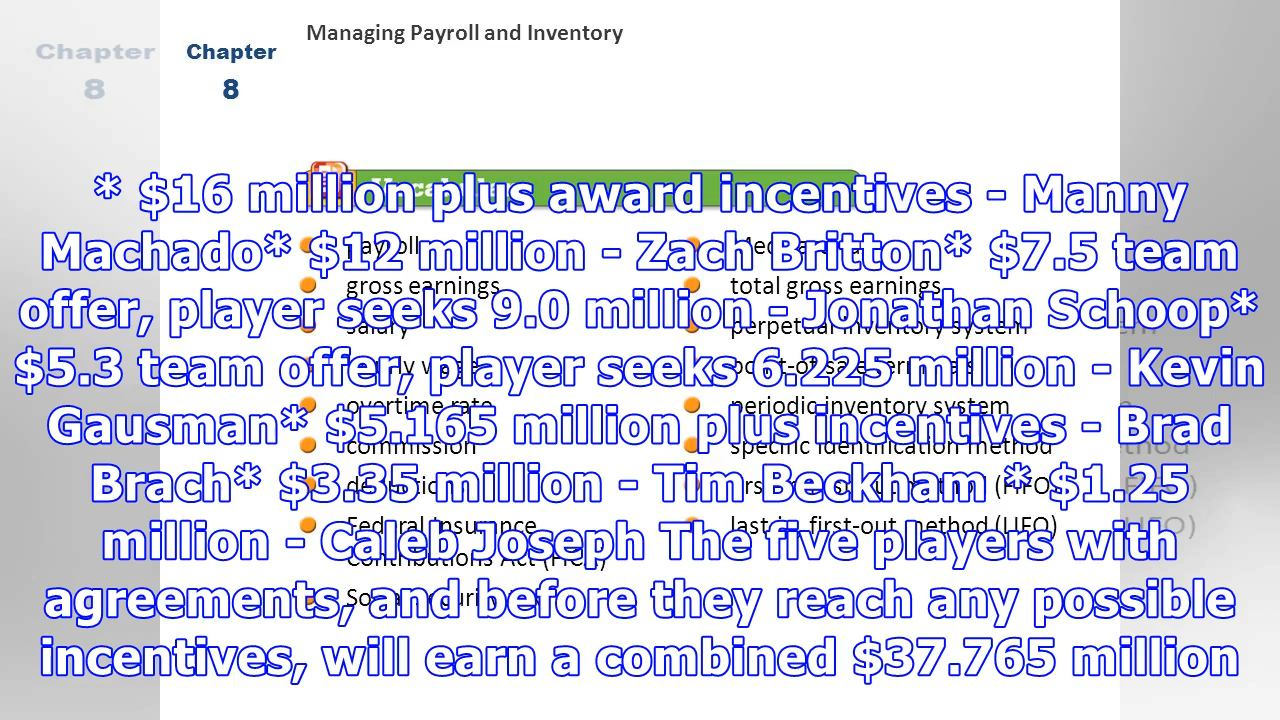 Managing Payroll and Inventory
Chapter
8
Chapter
8
* $16 million plus award incentives - Manny
Machado* $12 million - Zach Britton* $7.5 team
offer, player seeks 9.0 million - Jonathan Schoop*
$5.3 team offer, player seeks 6.225 million - Kevin
Gausman* $5.165 million plus incentives - Brad
Brach* $3.35 million - Tim Beckham * $1.25
million - Caleb Joseph The five players with
agreements, and before they reach any possible
incentives, will earn a combined $37.765 million
payroll
gross earnings
salary
overtime rate
commission
Federal Insurance
Contributions Act (FICA)
total gross earnings
perpetual inventory system
periodic inventory system
specific identification method
last-in, first-out method (LIFO)